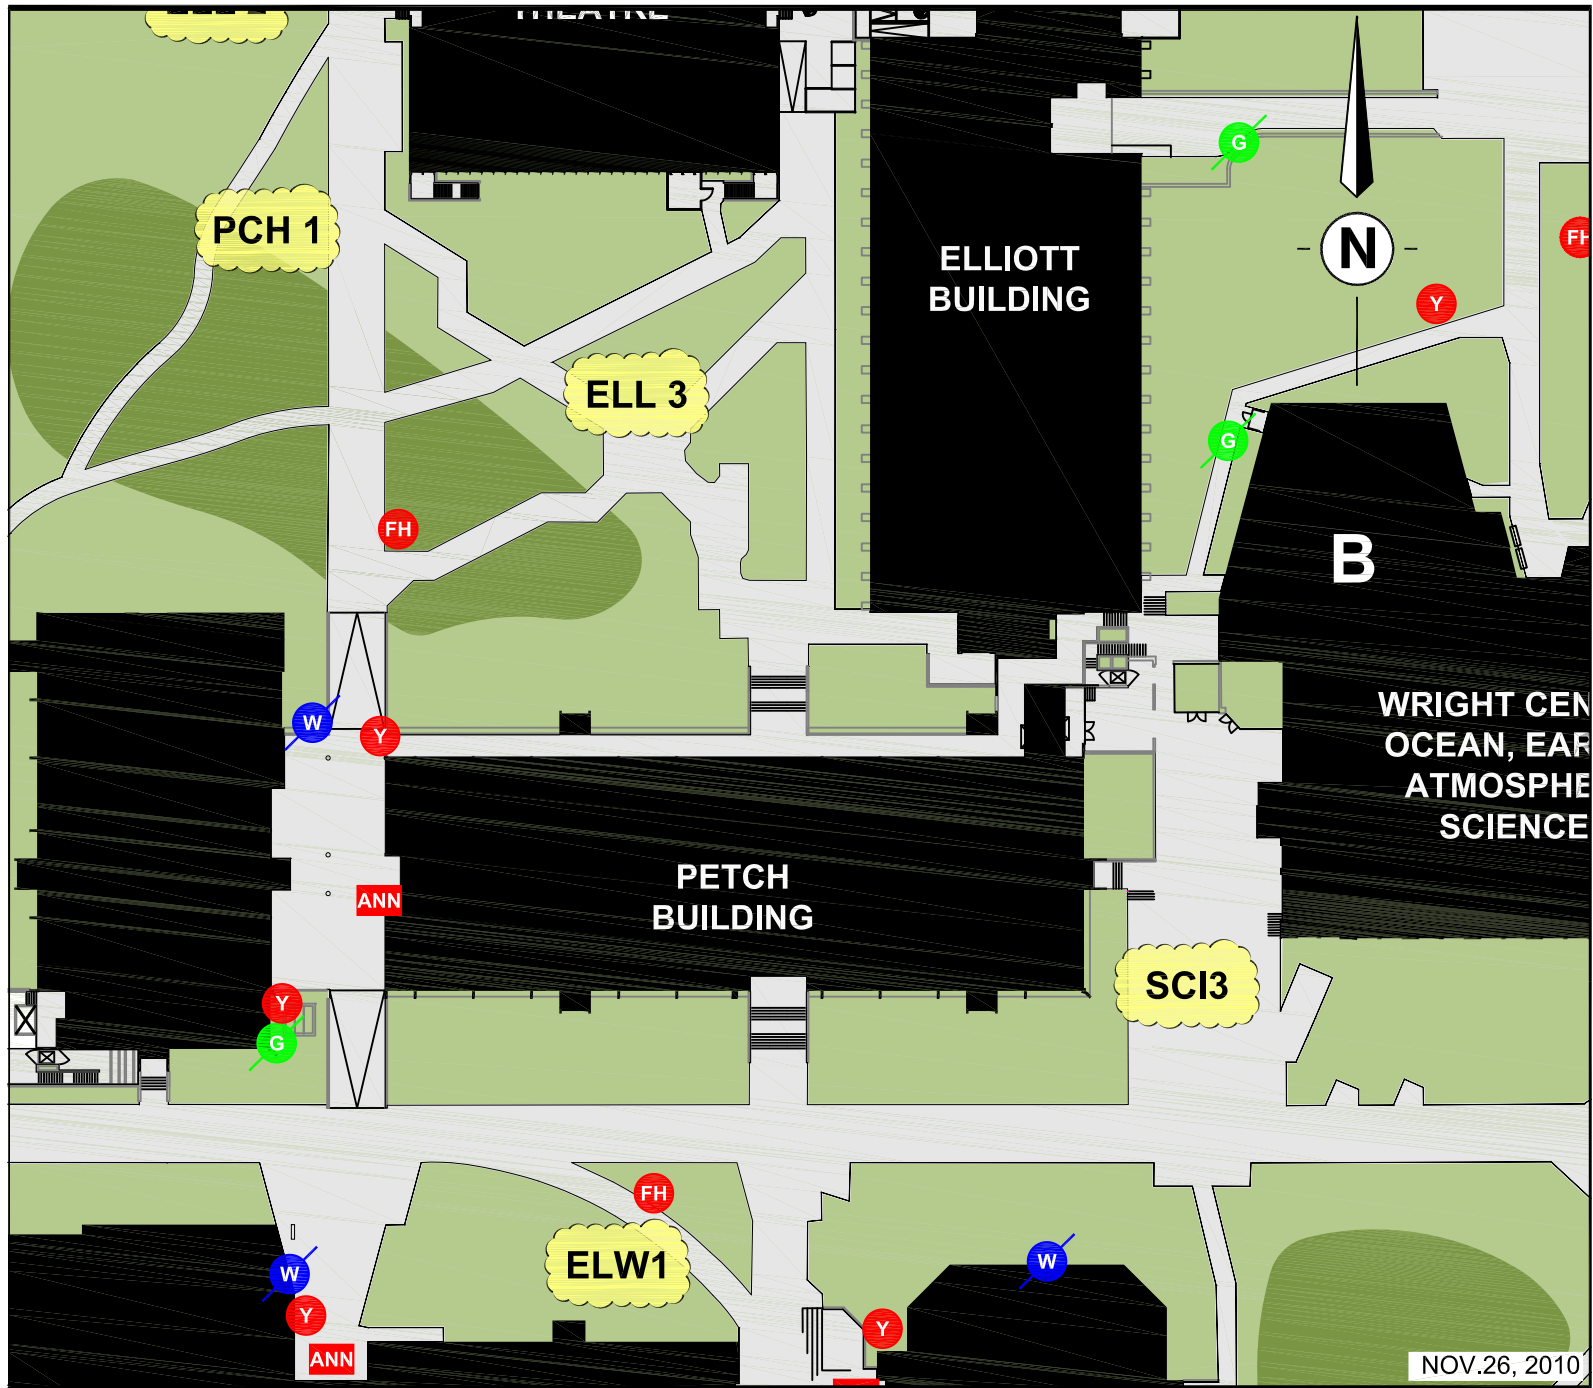 THEATRE
G
PCH 1
N
FH
ELLIOTT
BUILDING
Y
ELL 3
G
FH
B
W
Y
WRIGHT CEN
OCEAN, EAR
ATMOSPHE
SCIENCE
PETCH
BUILDING
ANN
SCI3
Y
G
FH
ELW1
W
W
Y
Y
ANN
NOV.26, 2010